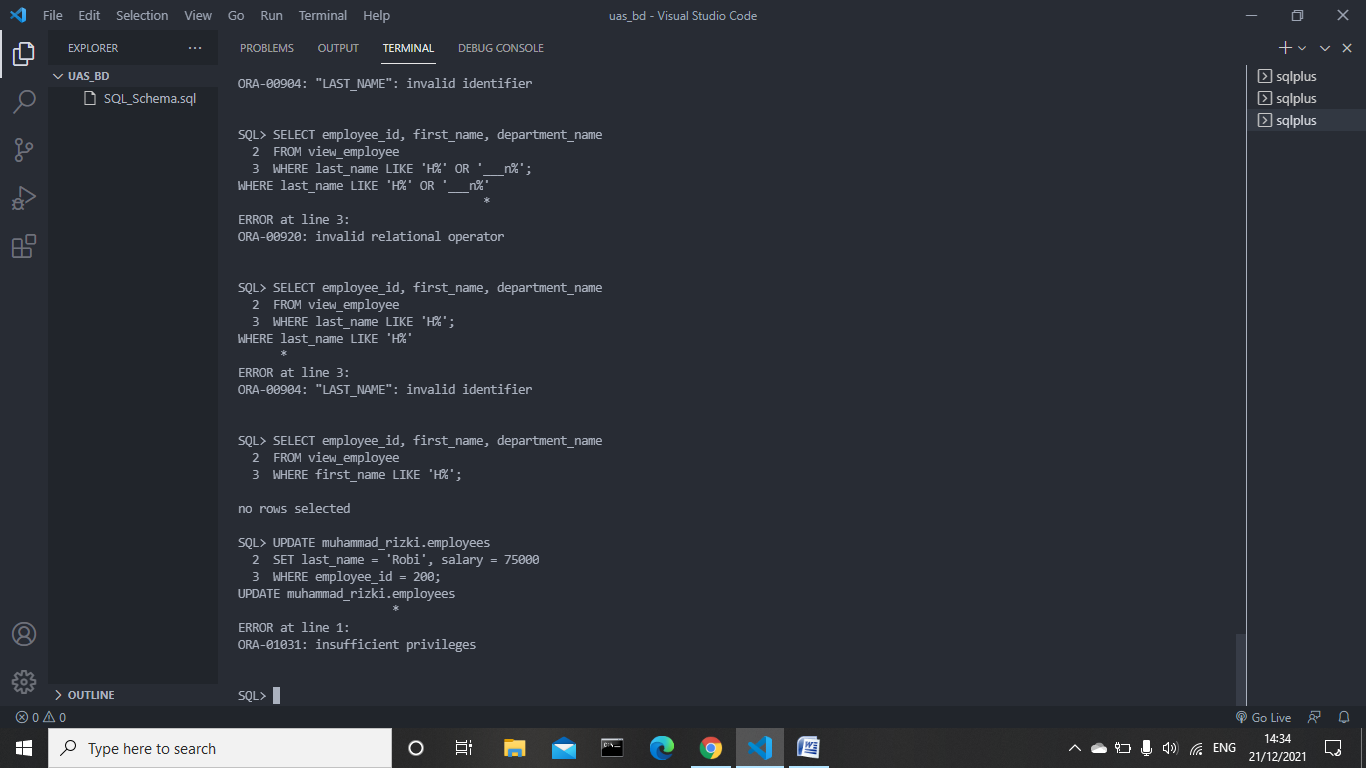 File Edit Selection View Go Run Terminal Help
uas_bd - Visual Studio Code
EXPLORER
UAS_BD
SQL_Schema.sql
OUTLINE
PROBLEMS OUTPUT TERMINAL DEBUG CONSOLE
ORA-00904: "LAST_NAME": invalid identifier
SQL> SELECT employee_id, first_name, department_name
2 FROM view_employee
3 WHERE last_name LIKE 'H%' OR '___n%';
WHERE last_name LIKE 'H%' OR '___n%'
*
ERROR at line 3:
ORA-00920: invalid relational operator
SQL> SELECT employee_id, first_name, department_name
2 FROM view_employee
3 WHERE last_name LIKE 'H%';
WHERE last_name LIKE 'H%'
*
ERROR at line 3:
ORA-00904: "LAST_NAME": invalid identifier
SQL> SELECT employee_id, first_name, department_name
2 FROM view_employee
3 WHERE first_name LIKE 'H%';
no rows selected
SQL> UPDATE muhammad_rizki.employees
2 SET last_name = 'Robi', salary = 75000
3 WHERE employee_id = 200;
UPDATE muhammad_rizki.employees
*
ERROR at line 1:
ORA-01031: insufficient privileges
SQL>
sqlplus
sqlplus
sqlplus
0 0
Go Live
Type here to search
ENG
14:34
21/12/2021